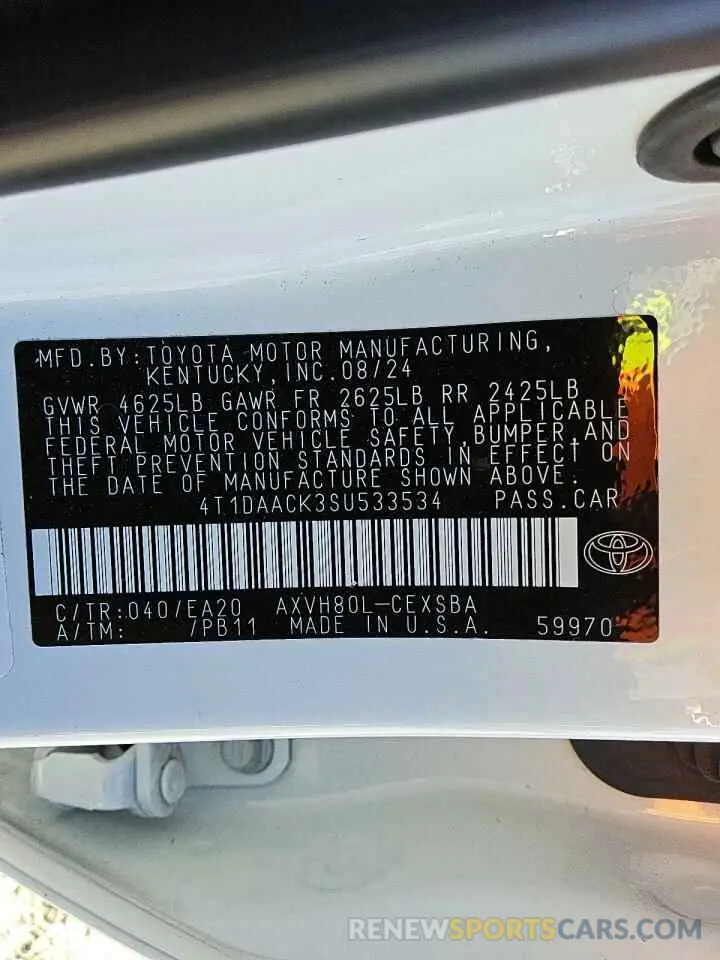 MFD.BY:TOYOTA MOTOR MANUFACTURING,
KENTUCKY,INC.08/24
GVWR 4625LB GAWR FR 2625LB RR 2425LB
THIS VEHICLE CONFORMS TO ALL APPLICABLE
FEDERAL MOTOR VEHICLE SAFETY,BUMPER,AND
THEFT PREVENTION STANDARDS IN EFFECT ON
THE DATE OF MANUFACTURE SHOWN ABOVE.
4T1DAACK3SU533534 PASS.CAR
C/TR:040/EA20 AXVH80L-CEXSBA
A/TM: /PB11 MADE IN U.S.A. 59970
RENEWSPORTSCARS.COM